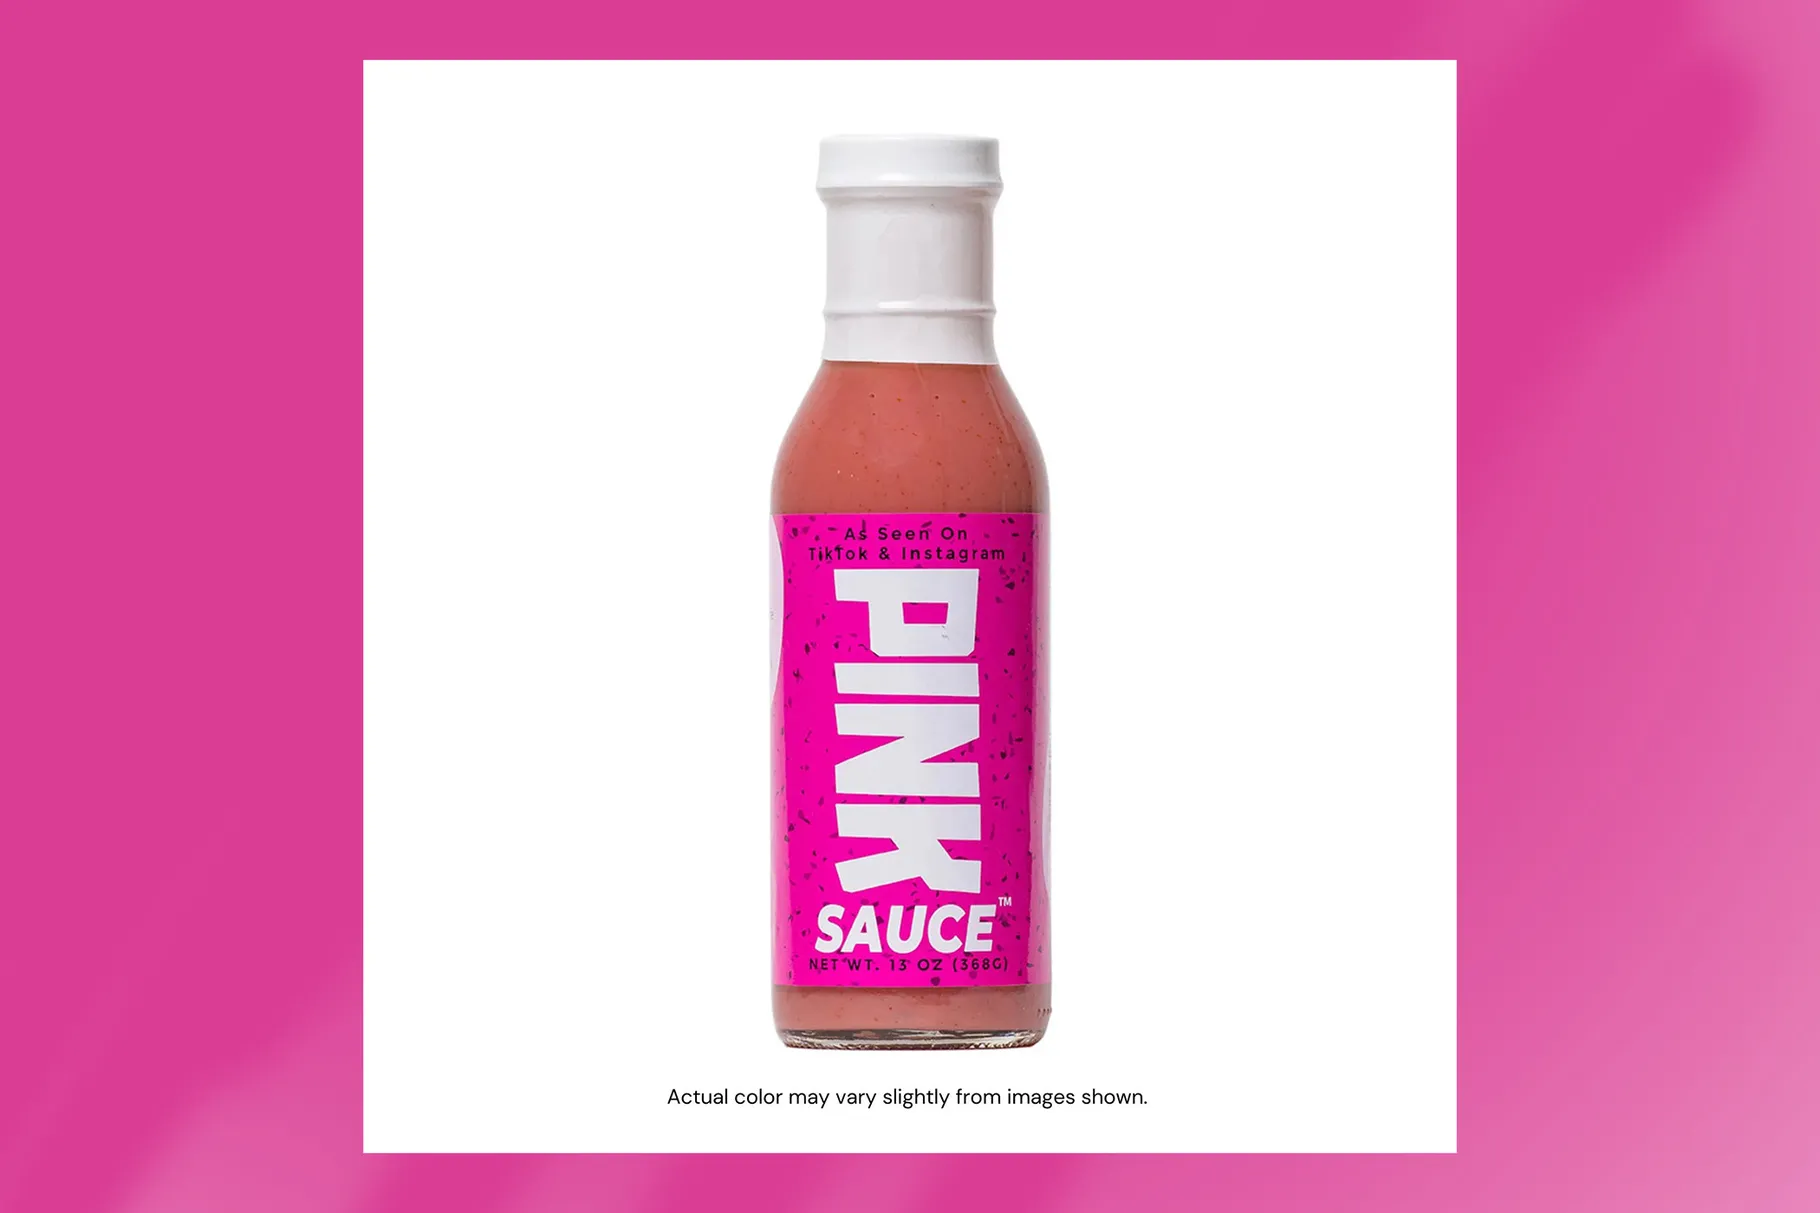 As Seen On
TikTok & Instagram
PINK
SAUCE™
NET WT. 13 OZ (368G)
Actual color may vary slightly from images shown.